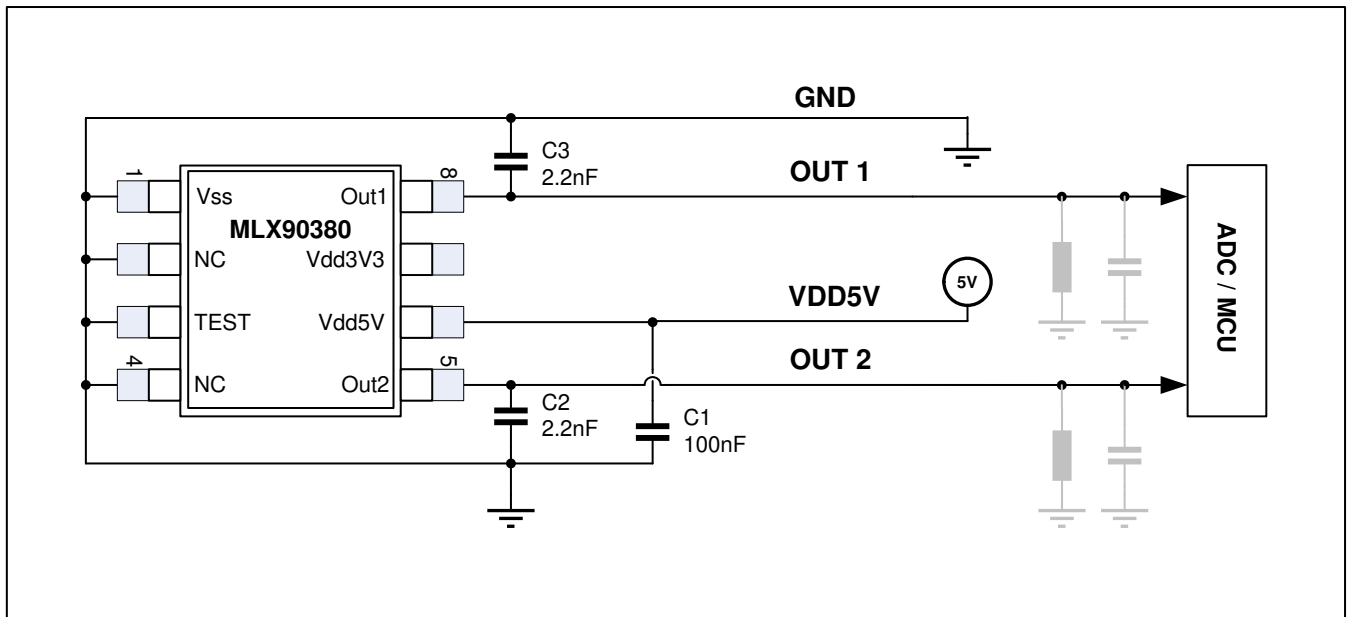 GND
C3
2.2nF
OUT 1
1
8
Vss
Out1
MLX90380
NC
Vdd3V3
5V
VDD5V
TEST
Vdd5V
ADC / MCU
OUT 2
4
5
NC
Out2
C2
2.2nF
C1
100nF